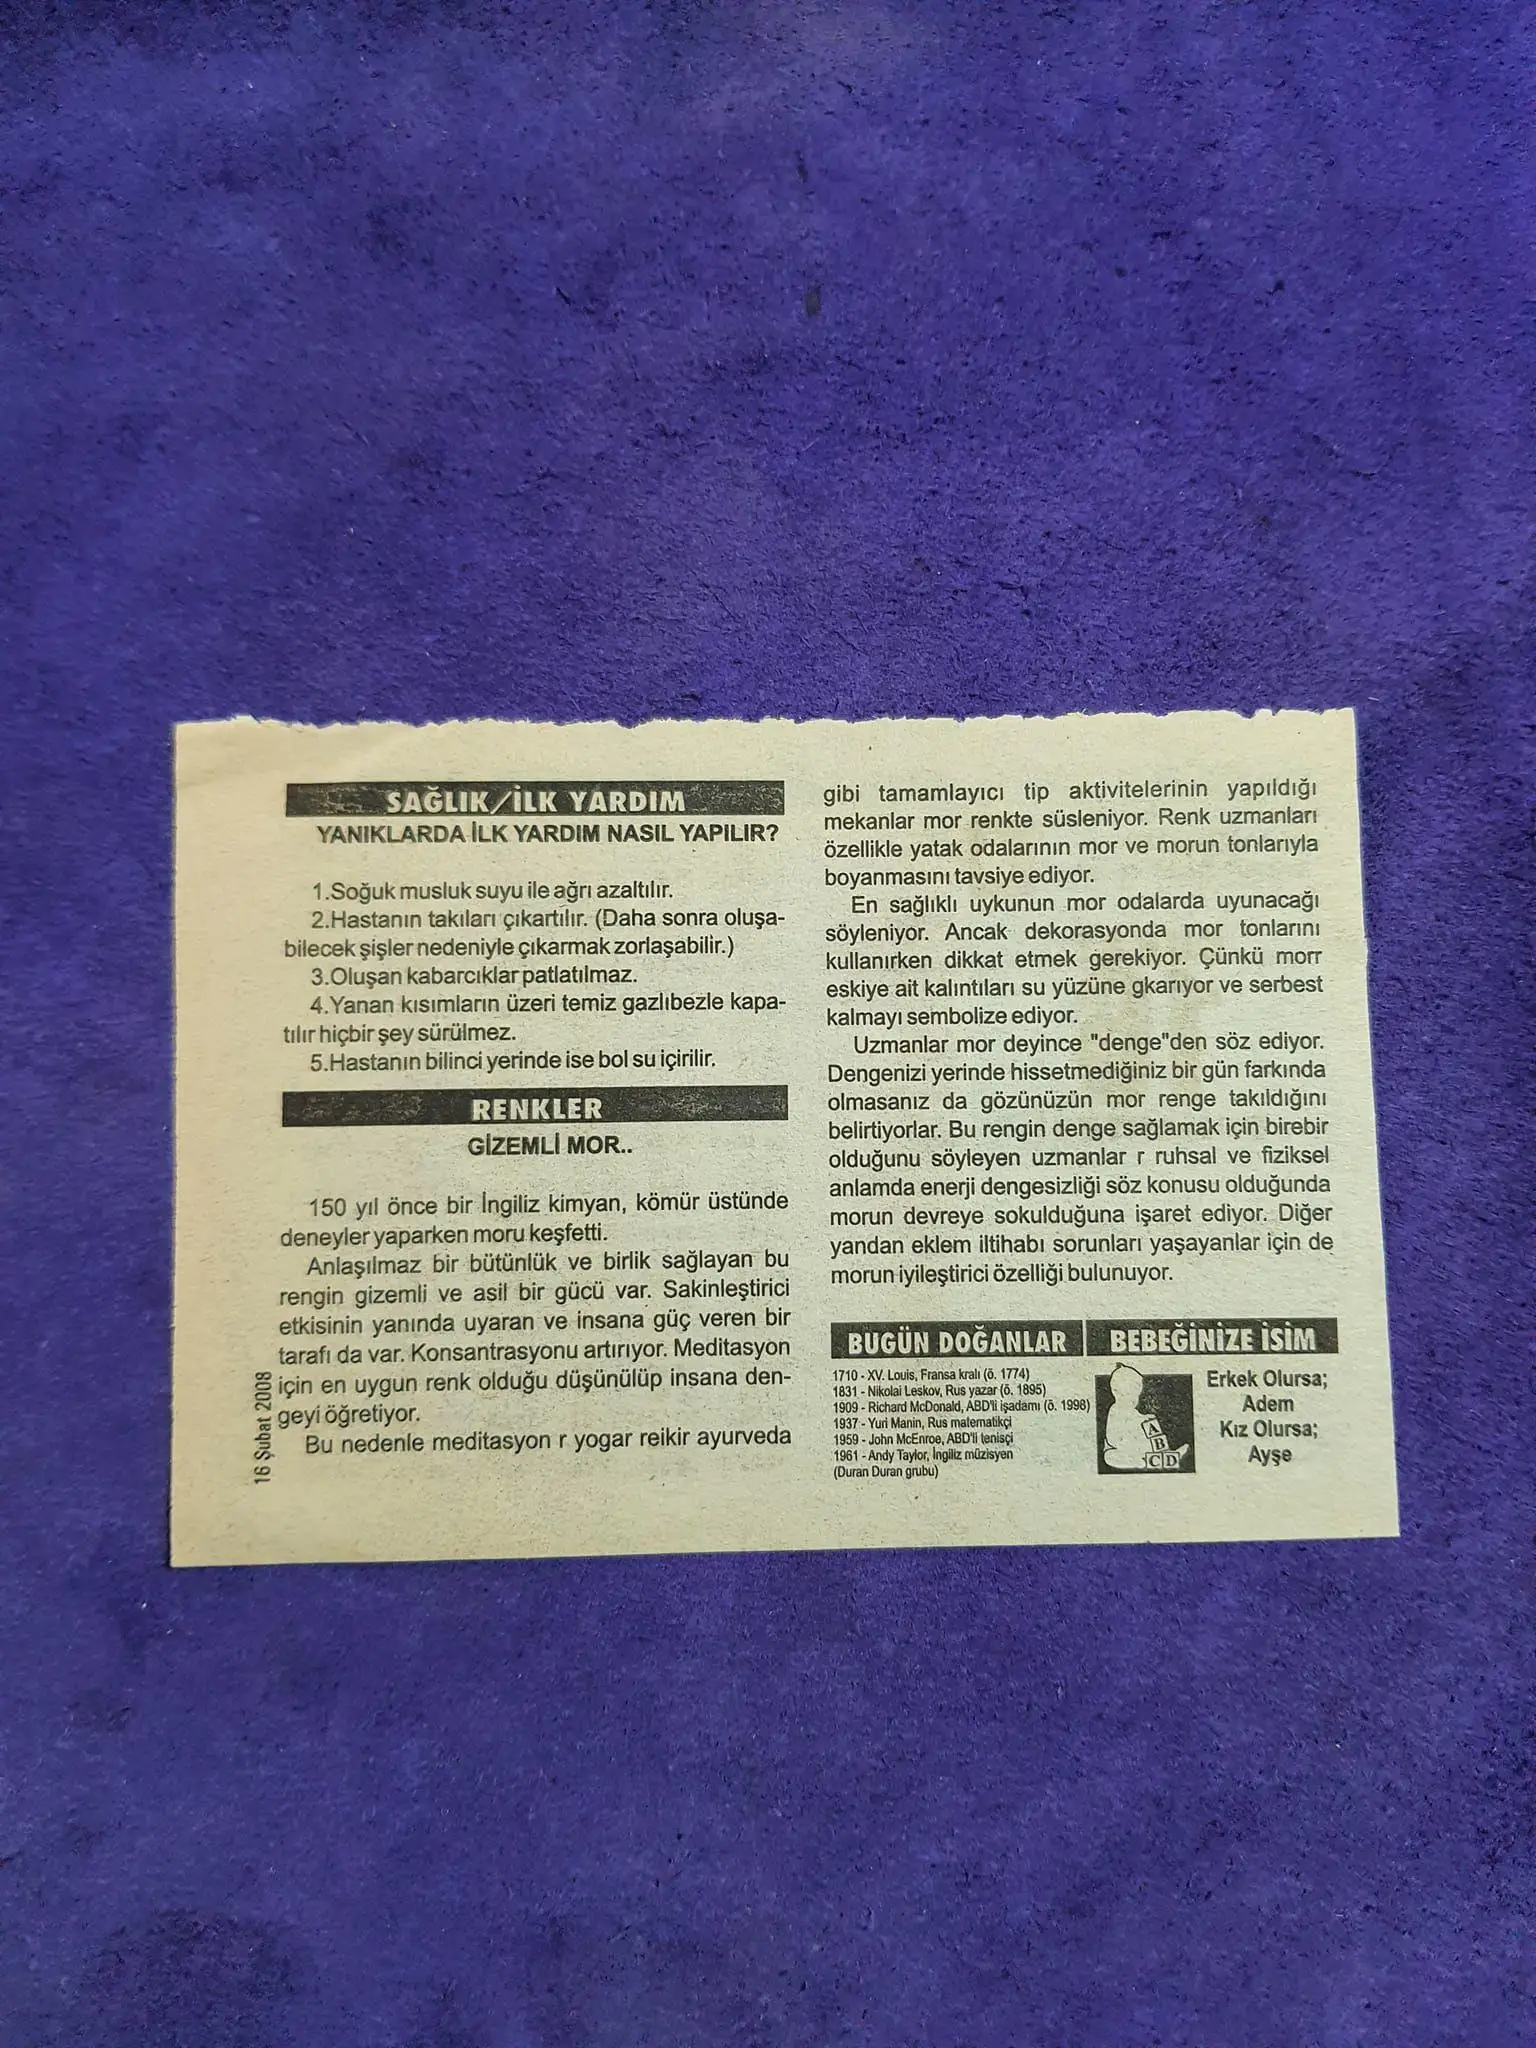 SAĞLIK/İLK YARDIM
YANIKLARDA İLK YARDIM NASIL YAPILIR?
1.Soğuk musluk suyu ile ağrı azaltılır.
2.Hastanın takıları çıkartılır. (Daha sonra oluşa-
bilecek şişler nedeniyle çıkarmak zorlaşabilir.)
3.Oluşan kabarcıklar patlatılmaz.
4.Yanan kısımların üzeri temiz gazlıbezle kapa-
tılır hiçbir şey sürülmez.
5.Hastanın bilinci yerinde ise bol su içirilir.
RENKLER
GİZEMLİ MOR..
150 yıl önce bir İngiliz kimyan, kömür üstünde
deneyler yaparken moru keşfetti.
Anlaşılmaz bir bütünlük ve birlik sağlayan bu
rengin gizemli ve asil bir gücü var. Sakinleştirici
etkisinin yanında uyaran ve insana güç veren bir
tarafı da var. Konsantrasyonu artırıyor. Meditasyon
için en uygun renk olduğu düşünülüp insana den-
geyi öğretiyor.
Bu nedenle meditasyon r yogar reikir ayurveda
16 Şubat 2008
gibi tamamlayıcı tip aktivitelerinin yapıldığı
mekanlar mor renkte süsleniyor. Renk uzmanları
özellikle yatak odalarının mor ve morun tonlarıyla
boyanmasını tavsiye ediyor.
En sağlıklı uykunun mor odalarda uyunacağı
söyleniyor. Ancak dekorasyonda mor tonlarını
kullanırken dikkat etmek gerekiyor. Çünkü morr
eskiye ait kalıntıları su yüzüne gkarıyor ve serbest
kalmayı sembolize ediyor.
Uzmanlar mor deyince "denge"den söz ediyor.
Dengenizi yerinde hissetmediğiniz bir gün farkında
olmasanız da gözünüzün mor renge takıldığını
belirtiyorlar. Bu rengin denge sağlamak için birebir
olduğunu söyleyen uzmanlar r ruhsal ve fiziksel
anlamda enerji dengesizliği söz konusu olduğunda
morun devreye sokulduğuna işaret ediyor. Diğer
yandan eklem iltihabı sorunları yaşayanlar için de
morun iyileştirici özelliği bulunuyor.
BUGÜN DOĞANLAR
1710 - XV. Louis, Fransa kralı (ö. 1774)
1831 - Nikolai Leskov, Rus yazar (ö. 1895)
1909 - Richard McDonald, ABD'li işadamı (ö. 1998)
1937 - Yuri Manin, Rus matematikçi
1959 - John McEnroe, ABD'li tenisçi
1961 - Andy Taylor, İngiliz müzisyen
(Duran Duran grubu)
BEBEĞİNİZE İSİM
A
B
C D
Erkek Olursa;
Adem
Kız Olursa;
Ayşe